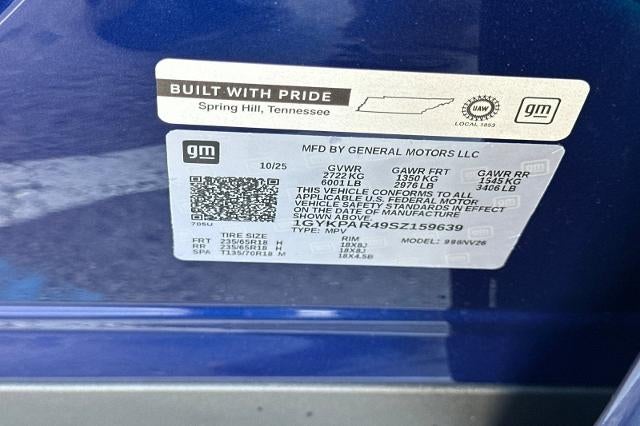 BUILT WITH PRIDE
Spring Hill, Tennessee
UAW
LOCAL 1853
gm
gm
MFD BY GENERAL MOTORS LLC
10/25
GVWR GAWR FRT GAWR RR
2722 KG 1350 KG 1545 KG
6001 LB 2976 LB 3406 LB
THIS VEHICLE CONFORMS TO ALL
APPLICABLE U.S. FEDERAL MOTOR
VEHICLE SAFETY STANDARDS IN EFFECT
ON THE DATE OF MANUFACTURE
SHOWN ABOVE.
1GYKPAR49SZ159639
TYPE: MPV
TIRE SIZE RIM MODEL:
FRT 235/65R18 H 18X8J
RR 235/65R18 H 18X8J
SPA T135/70R18 M 18X4.5B